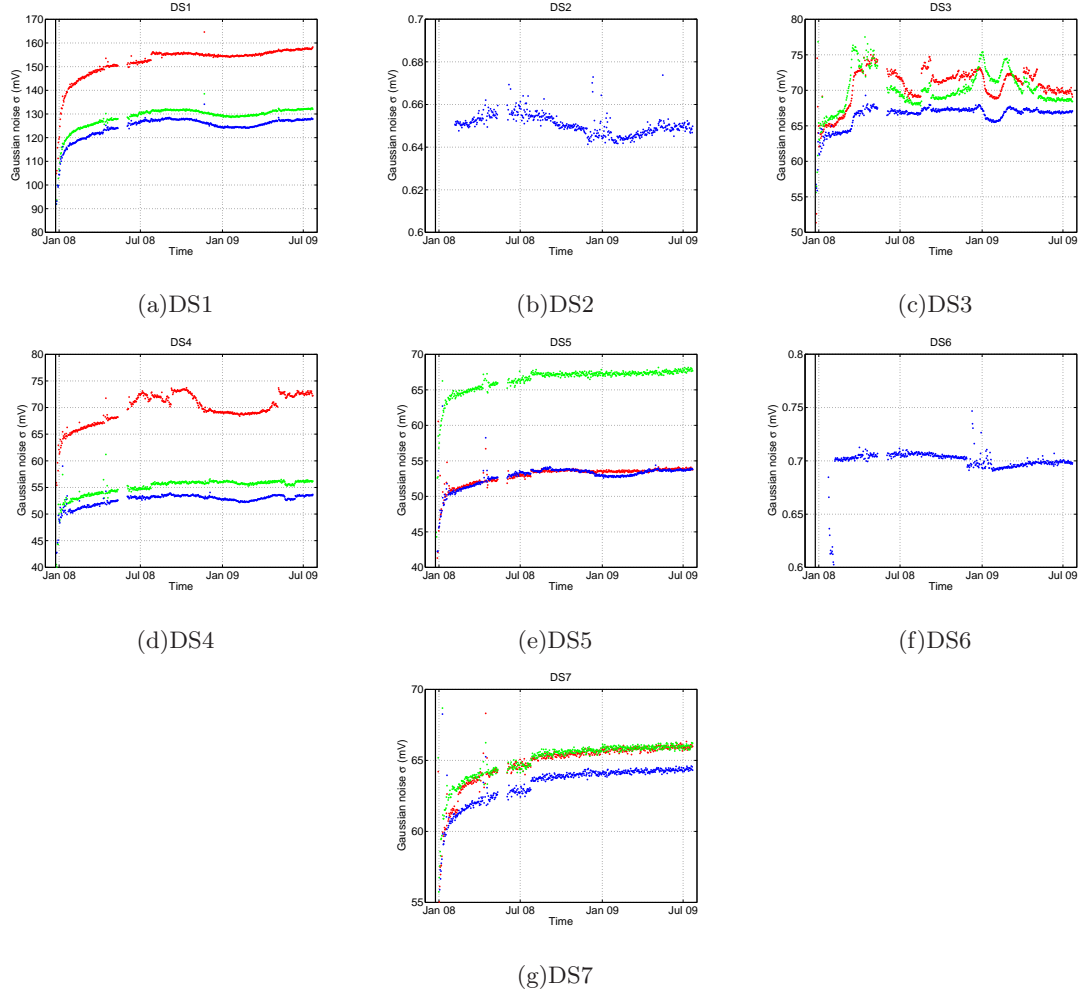 DS1
Gaussian noise σ (mV)
170
160
150
140
130
120
110
100
90
80
Jan 08 Jul 08 Jan 09 Jul 09
Time
(a)DS1
DS2
Gaussian noise σ (mV)
0.7
0.68
0.66
0.64
0.62
0.6
Jan 08 Jul 08 Jan 09 Jul 09
Time
(b)DS2
DS3
Gaussian noise σ (mV)
80
75
70
65
60
55
50
Jan 08 Jul 08 Jan 09 Jul 09
Time
(c)DS3
DS4
Gaussian noise σ (mV)
80
75
70
65
60
55
50
45
40
Jan 08 Jul 08 Jan 09 Jul 09
Time
(d)DS4
DS5
Gaussian noise σ (mV)
80
75
70
65
60
55
50
45
40
Jan 08 Jul 08 Jan 09 Jul 09
Time
(e)DS5
DS6
Gaussian noise σ (mV)
0.8
0.75
0.7
0.65
0.6
Jan 08 Jul 08 Jan 09 Jul 09
Time
(f)DS6
DS7
Gaussian noise σ (mV)
70
65
60
55
Jan 08 Jul 08 Jan 09 Jul 09
Time
(g)DS7